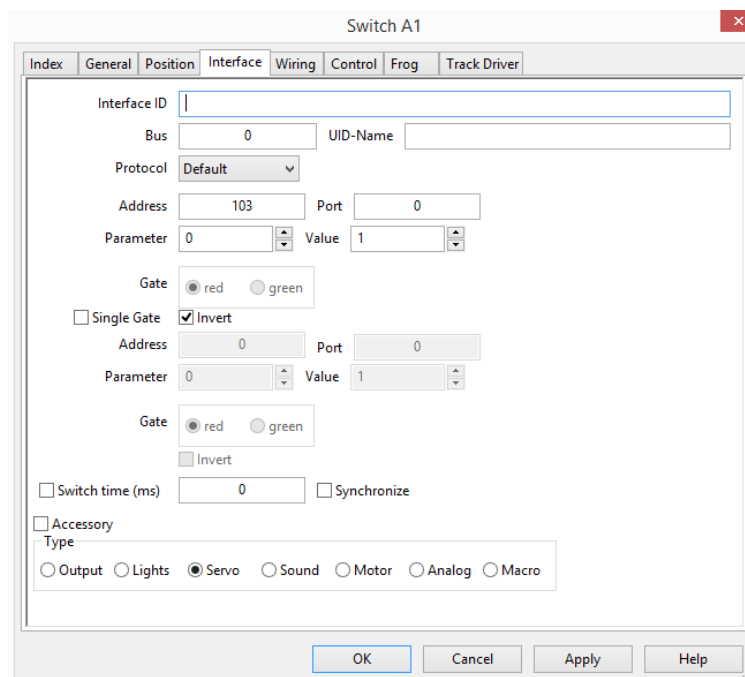 Switch A1
Index General Position Interface Wiring Control Frog Track Driver
Interface ID
Bus 0 UID-Name
Protocol Default
Address 103 Port 0
Parameter 0 Value 1
Gate red green
Single Gate Invert
Address 0 Port 0
Parameter 0 Value 1
Gate red green
Invert
Switch time (ms) 0 Synchronize
Accessory
Type
Output Lights Servo Sound Motor Analog Macro
OK Cancel Apply Help